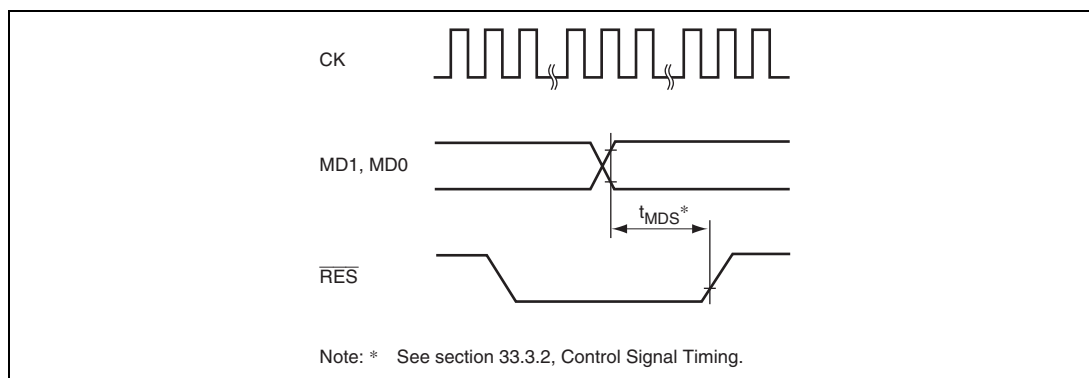 CK
MD1, MD0
tMDS*
RES
Note: * See section 33.3.2, Control Signal Timing.